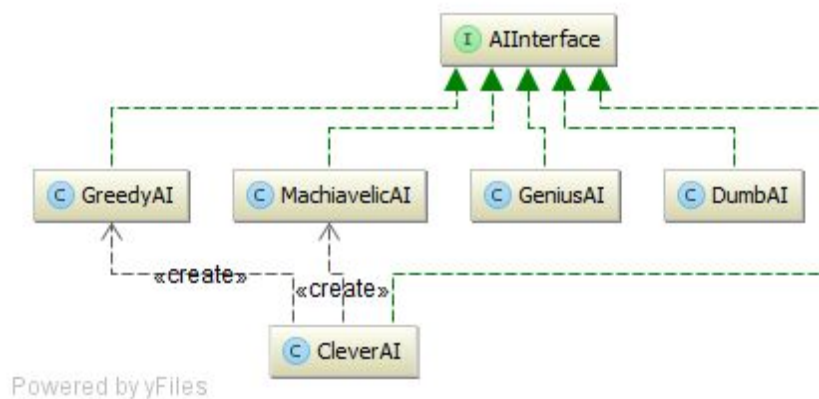 I AIInterface
C GreedyAI
C MachiavelicAI
C GeniusAI
C DumbAI
«create»
«create»
C CleverAI
Powered by yFiles